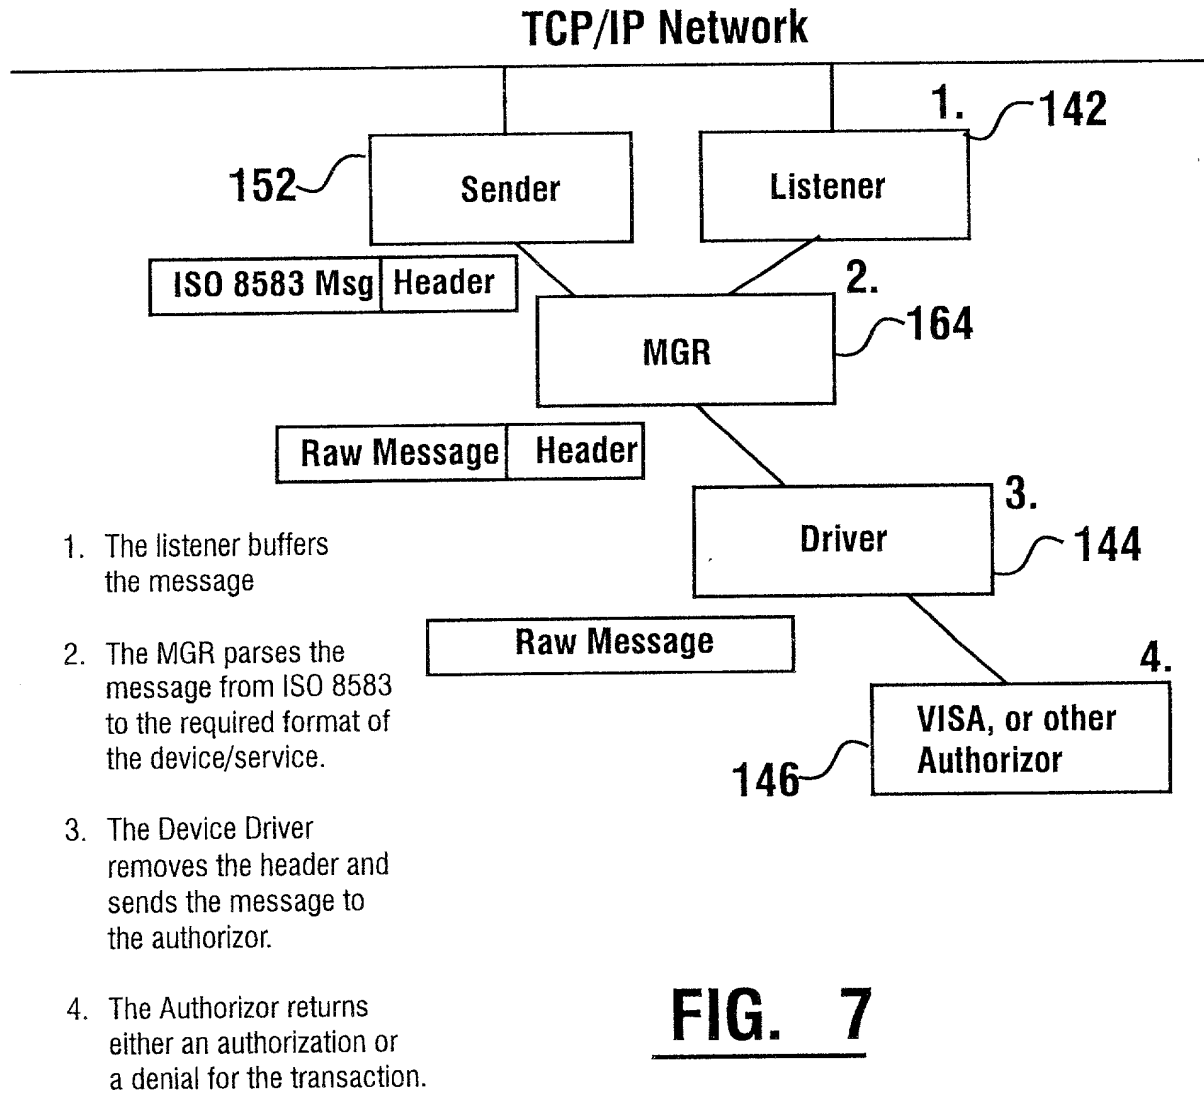 TCP/IP Network
1.
142
152
Sender
Listener
ISO 8583 Msg Header
2.
164
MGR
Raw Message Header
3.
Driver
144
1. The listener buffers
the message
Raw Message
2. The MGR parses the
message from ISO 8583
to the required format of
the device/service.
4.
VISA, or other
Authorizor
146
3. The Device Driver
removes the header and
sends the message to
the authorizor.
4. The Authorizor returns
either an authorization or
a denial for the transaction.
FIG. 7